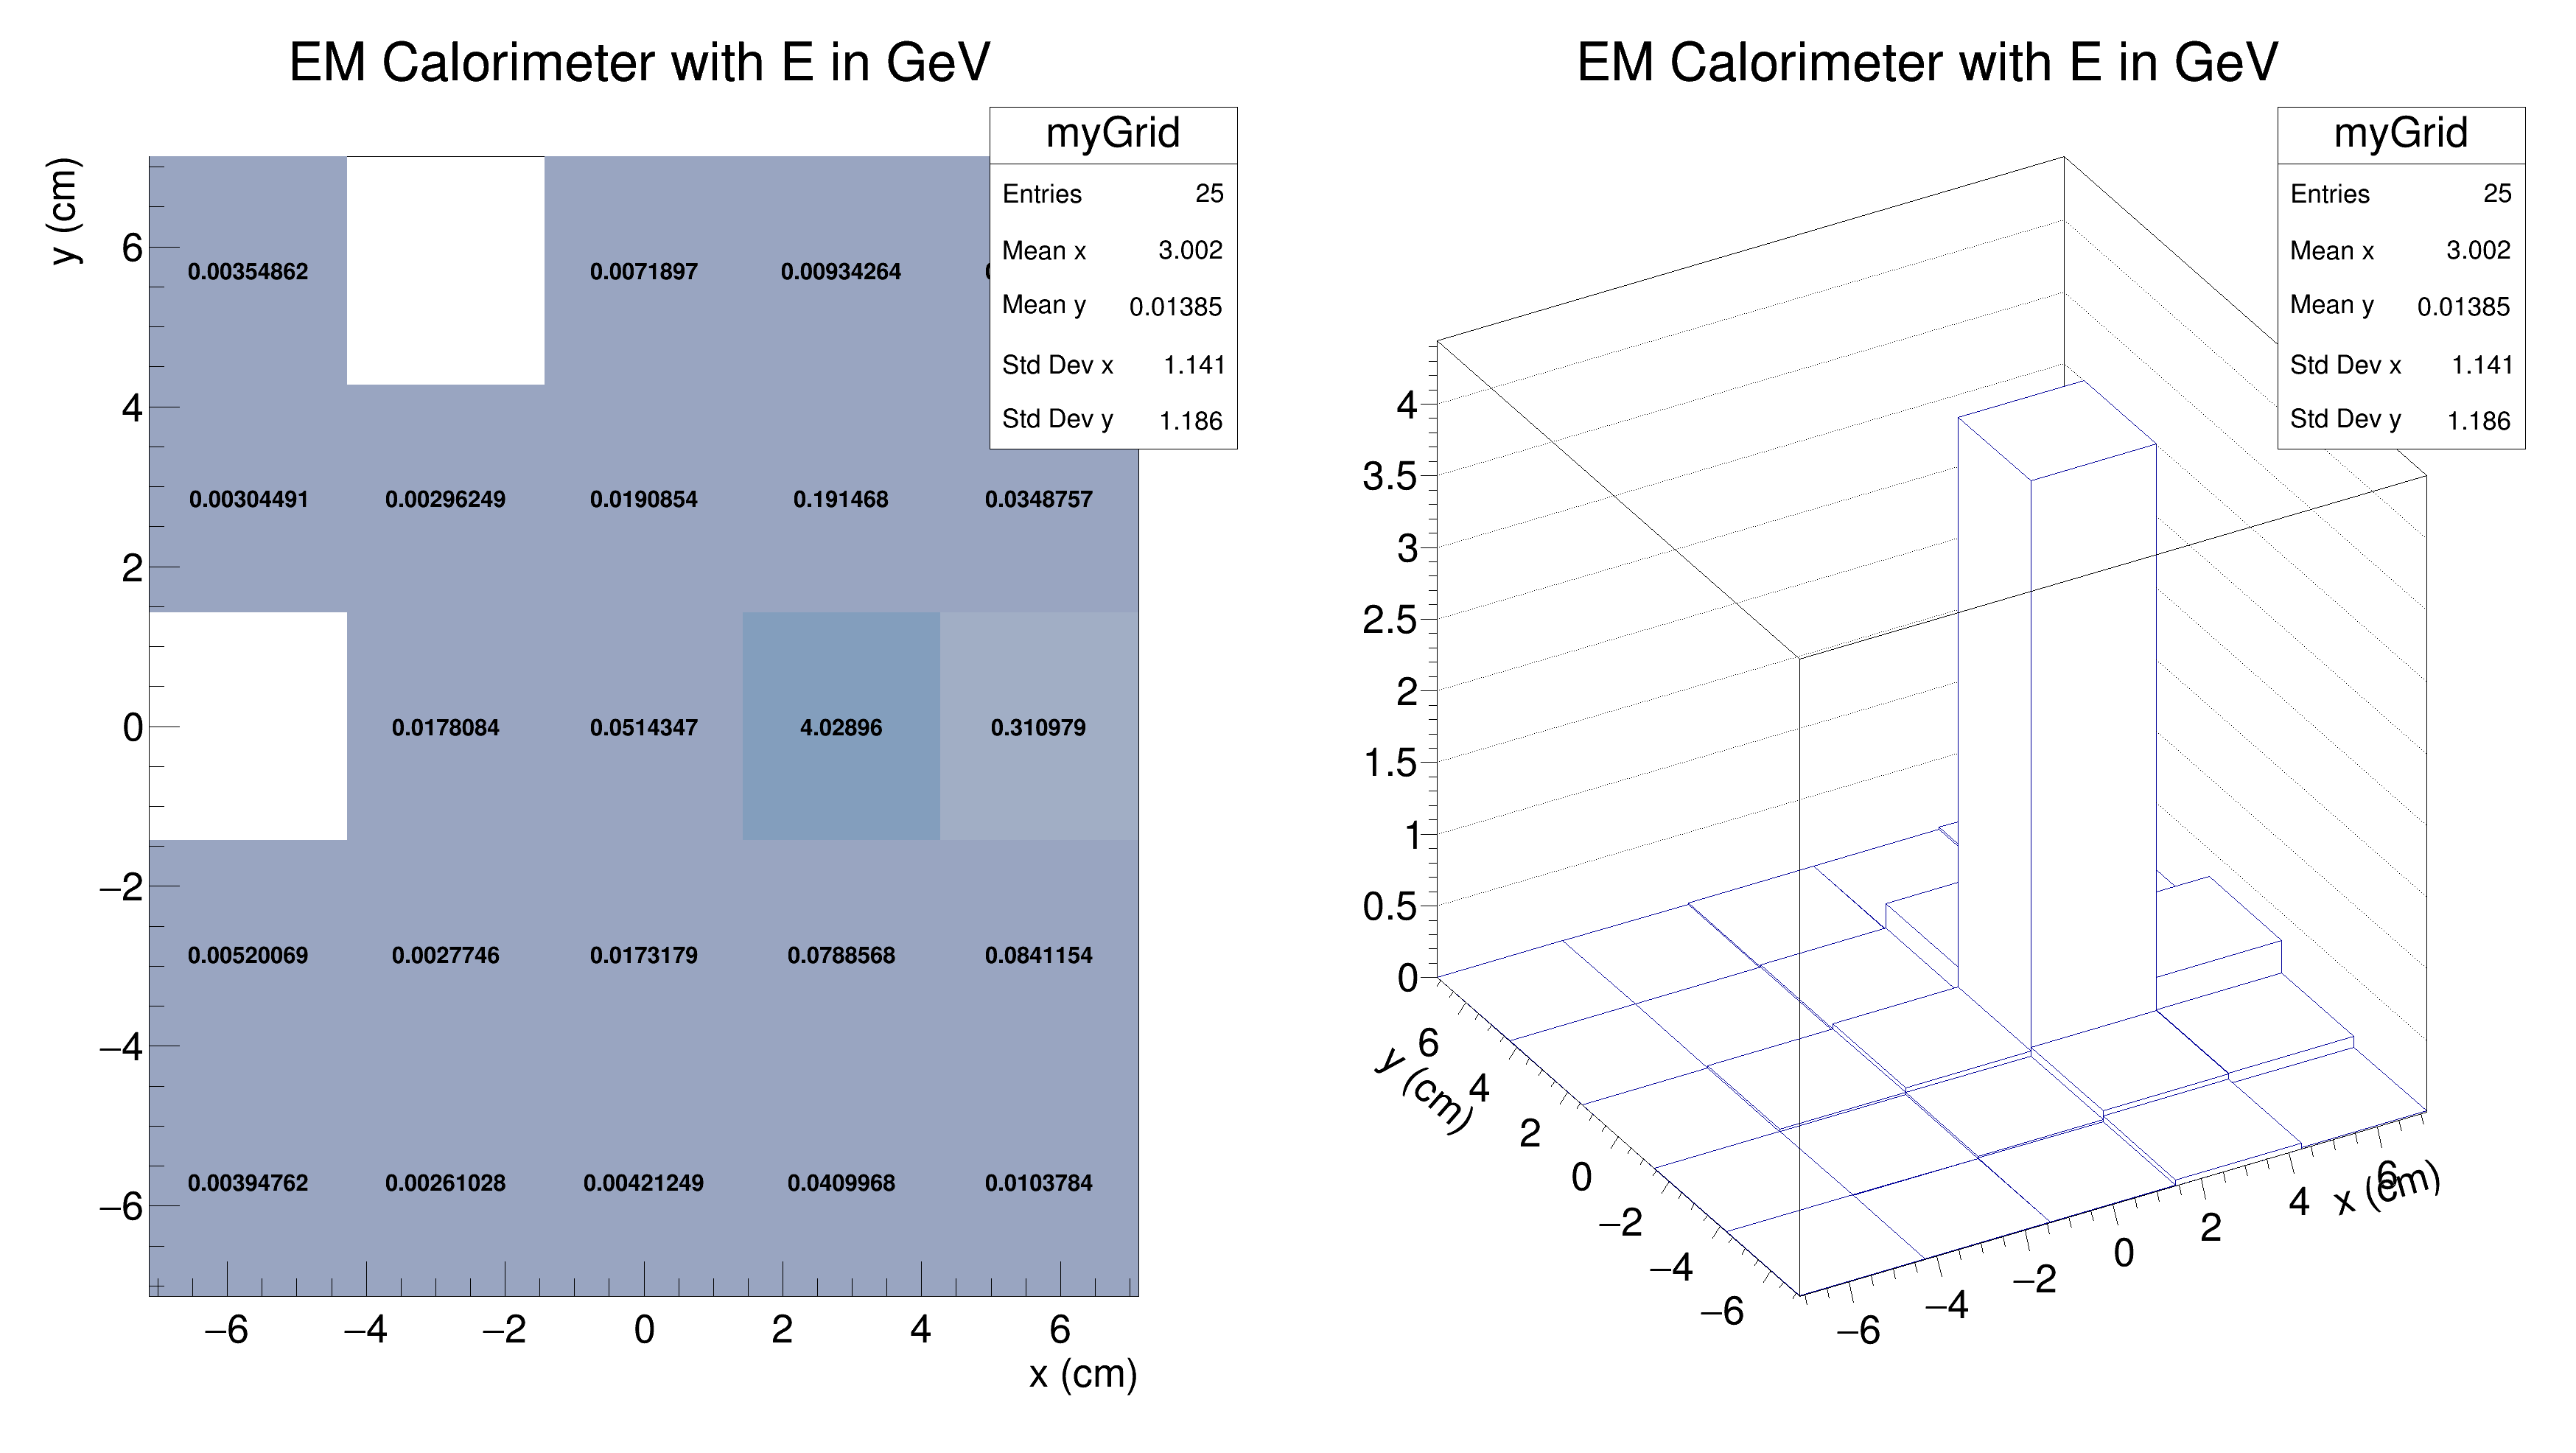 EM Calorimeter with E in GeV
myGrid
Entries 25
Mean x 3.002
Mean y 0.01385
Std Dev x 1.141
Std Dev y 1.186
y (cm)
6
4
2
0
−2
−4
−6
0.00354862 0.0071897 0.00934264
0.00304491 0.00296249 0.0190854 0.191468 0.0348757
0.0178084 0.0514347 4.02896 0.310979
0.00520069 0.0027746 0.0173179 0.0788568 0.0841154
0.00394762 0.00261028 0.00421249 0.0409968 0.0103784
−6 −4 −2 0 2 4 6
x (cm)
EM Calorimeter with E in GeV
myGrid
Entries 25
Mean x 3.002
Mean y 0.01385
Std Dev x 1.141
Std Dev y 1.186
4
3.5
3
2.5
2
1.5
1
0.5
0
y (cm)
6
4
2
0
−2
−4
−6
−6 −4 −2 0 2 4 6
x (cm)